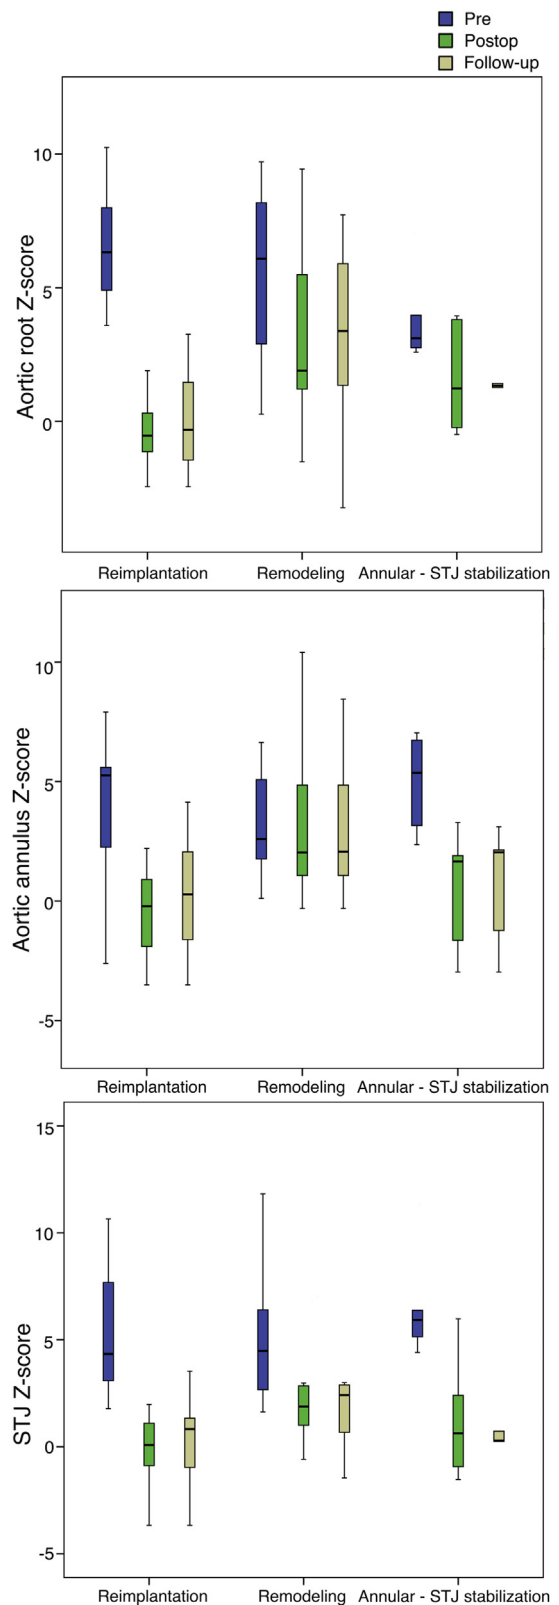 Pre
Postop
Follow-up
Aortic root Z-score
10
5
0
Reimplantation Remodeling Annular - STJ stabilization
Aortic annulus Z-score
10
5
0
-5
Reimplantation Remodeling Annular - STJ stabilization
STJ Z-score
15
10
5
0
-5
Reimplantation Remodeling Annular - STJ stabilization